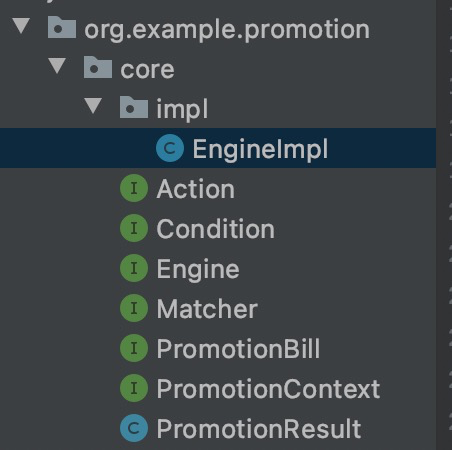 org.example.promotion
core
impl
C EngineImpl
I Action
I Condition
I Engine
I Matcher
I PromotionBill
I PromotionContext
C PromotionResult